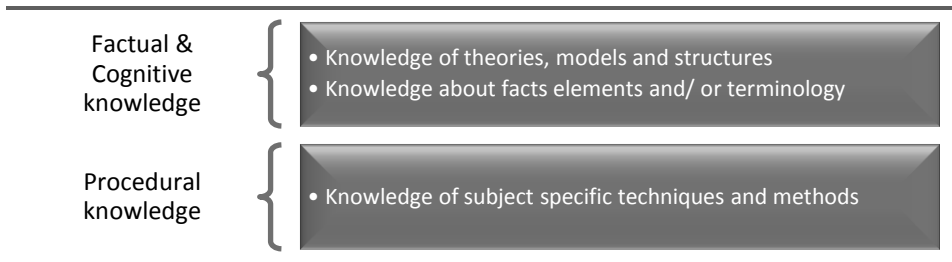 Factual &
Cognitive
knowledge
• Knowledge of theories, models and structures
• Knowledge about facts elements and/ or terminology
Procedural
knowledge
• Knowledge of subject specific techniques and methods